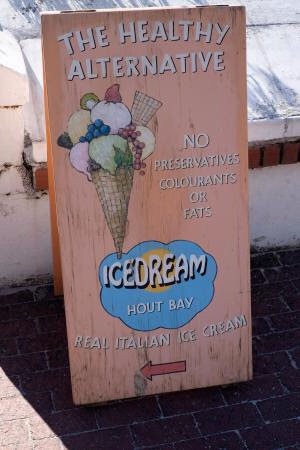 THE HEALTHY
ALTERNATIVE
NO
PRESERVATIVES
COLOURANTS
OR
FATS
ICEDREAM
HOUT BAY
REAL ITALIAN ICE CREAM